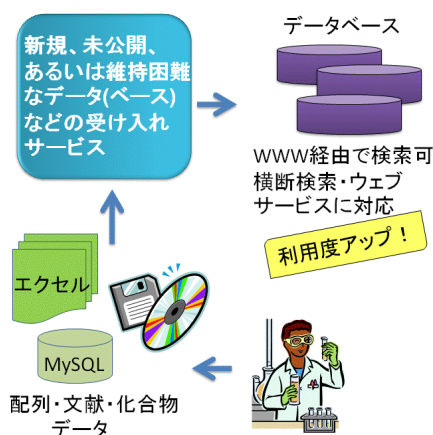 新規、未公開、
あるいは維持困難
なデータ(ベース)
などの受け入れ
サービス
データベース
WWW経由で検索可
横断検索・ウェブ
サービスに対応
利用度アップ！
エクセル
MySQL
配列・文献・化合物
データ